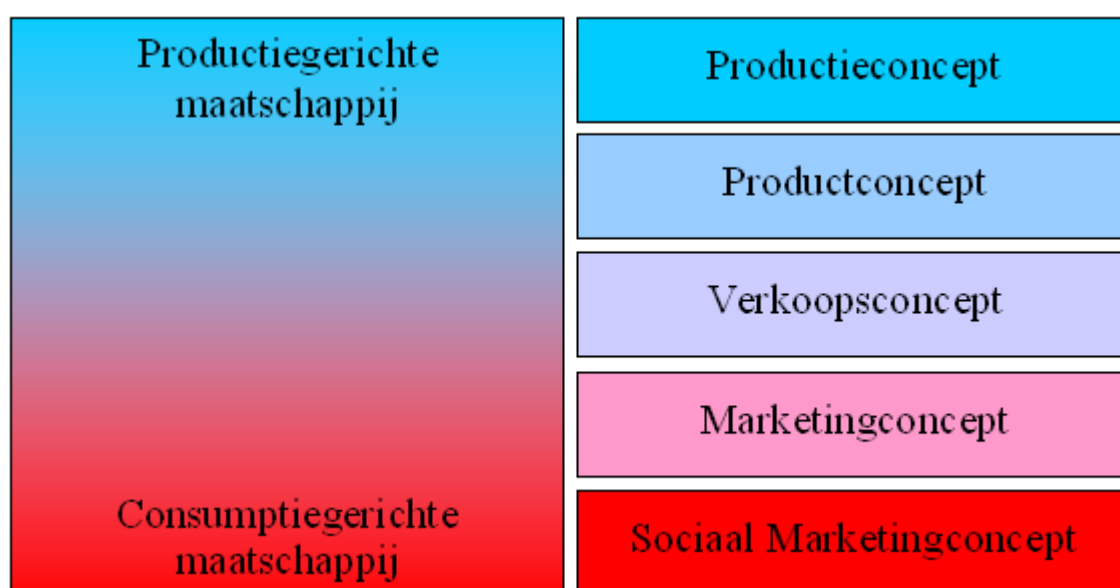 Productiegerichte
maatschappij
Consumptiegerichte
maatschappij
Productieconcept
Productconcept
Verkoopsconcept
Marketingconcept
Sociaal Marketingconcept